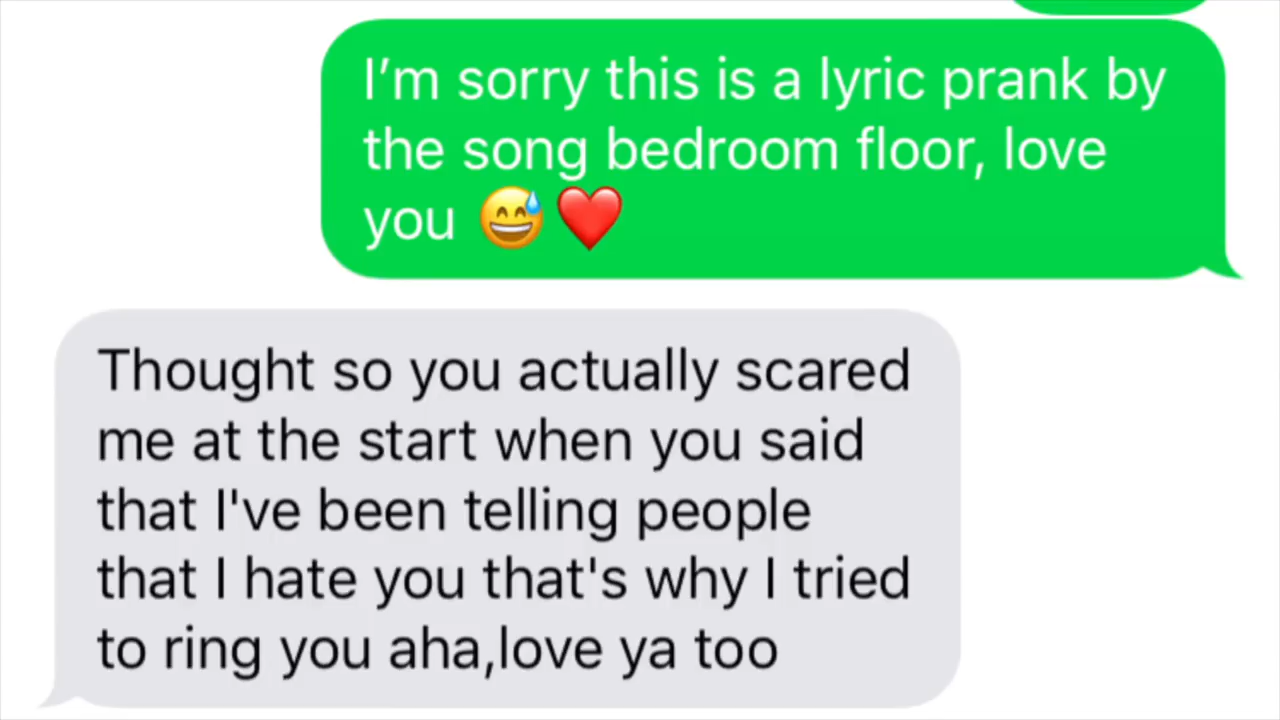 I’m sorry this is a lyric prank by
the song bedroom floor, love
you 😅❤️
Thought so you actually scared
me at the start when you said
that I've been telling people
that I hate you that's why I tried
to ring you aha,love ya too